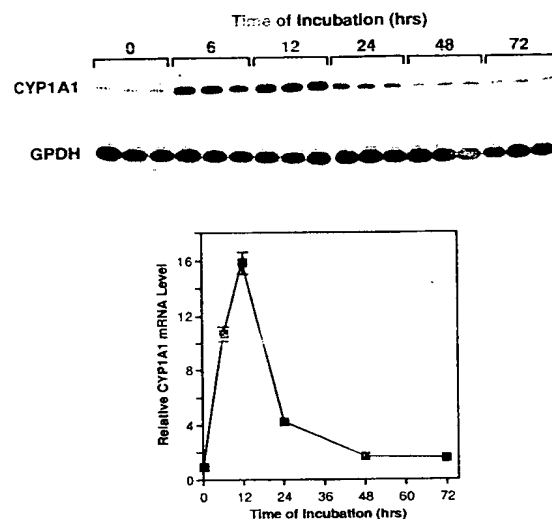 Time of Incubation (hrs)
0 6 12 24 48 72
CYP1A1
GPDH
Relative CYP1A1 mRNA Level
16
12
8
4
0
0 12 24 36 48 60 72
Time of Incubation (hrs)